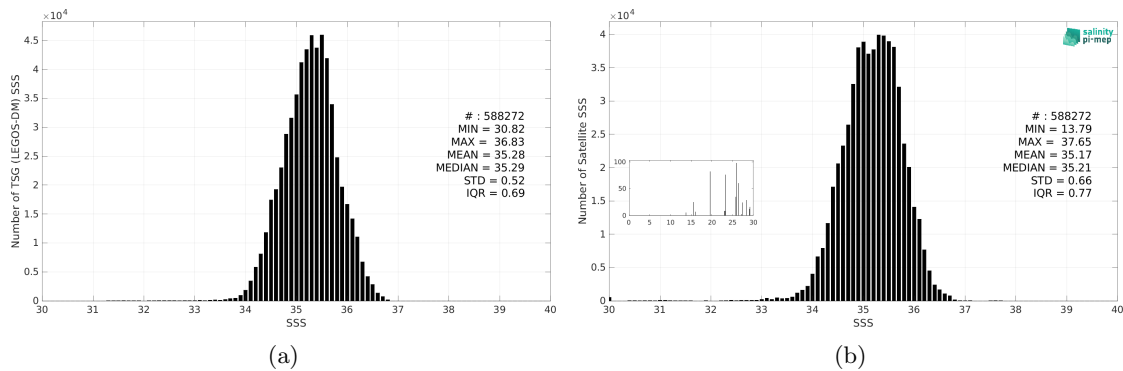 ×10⁴
4.5
4
3.5
3
2.5
2
1.5
1
0.5
0
30 31 32 33 34 35 36 37 38 39 40
Number of TSG (LEGOS-DM) SSS
SSS
# : 588272
MIN = 30.82
MAX = 36.83
MEAN = 35.28
MEDIAN = 35.29
STD = 0.52
IQR = 0.69
(a)
×10⁴
4
3.5
3
2.5
2
1.5
1
0.5
0
30 31 32 33 34 35 36 37 38 39 40
Number of Satellite SSS
SSS
salinity
pi-mep
# : 588272
MIN = 13.79
MAX = 37.65
MEAN = 35.17
MEDIAN = 35.21
STD = 0.66
IQR = 0.77
100
50
0
0 5 10 15 20 25 30
(b)